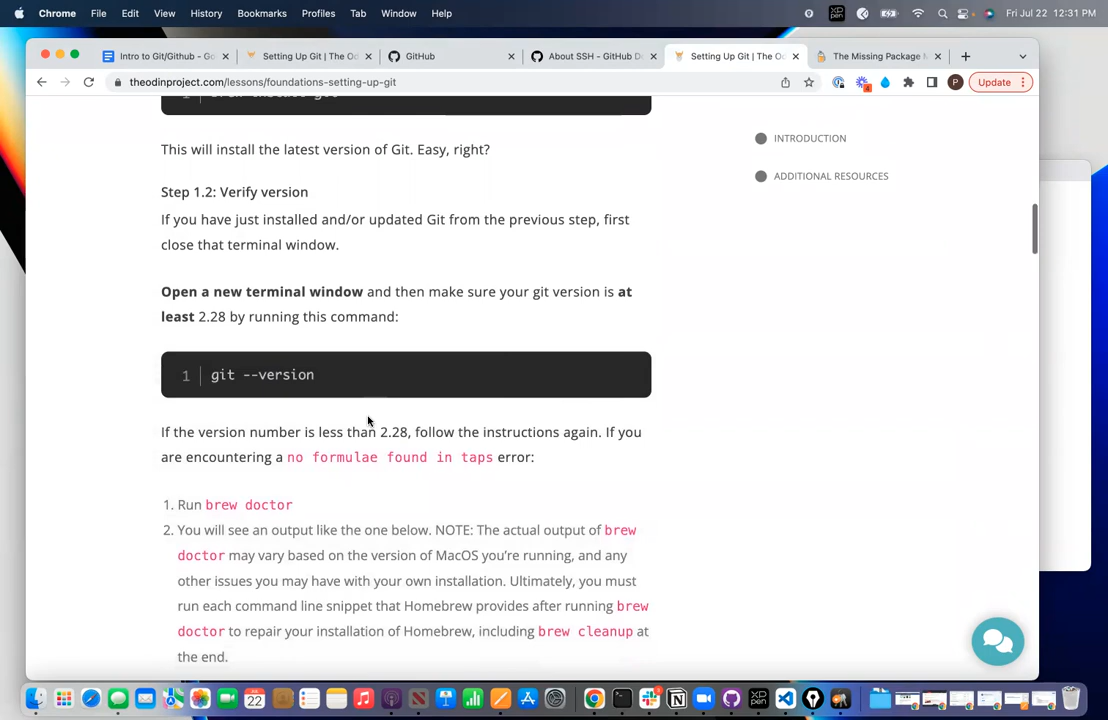 Chrome File Edit View History Bookmarks Profiles Tab Window Help Fri Jul 22 12:31 PM
Intro to Git/Github - Go Setting Up Git | The Od GitHub About SSH - GitHub Do Setting Up Git | The Od The Missing Package M
theodinproject.com/lessons/foundations-setting-up-git P Update
1
This will install the latest version of Git. Easy, right?
Step 1.2: Verify version
If you have just installed and/or updated Git from the previous step, first
close that terminal window.
Open a new terminal window and then make sure your git version is at
least 2.28 by running this command:
1 git --version
If the version number is less than 2.28, follow the instructions again. If you
are encountering a no formulae found in taps error:
1. Run brew doctor
2. You will see an output like the one below. NOTE: The actual output of brew
doctor may vary based on the version of MacOS you're running, and any
other issues you may have with your own installation. Ultimately, you must
run each command line snippet that Homebrew provides after running brew
doctor to repair your installation of Homebrew, including brew cleanup at
the end.
INTRODUCTION
ADDITIONAL RESOURCES